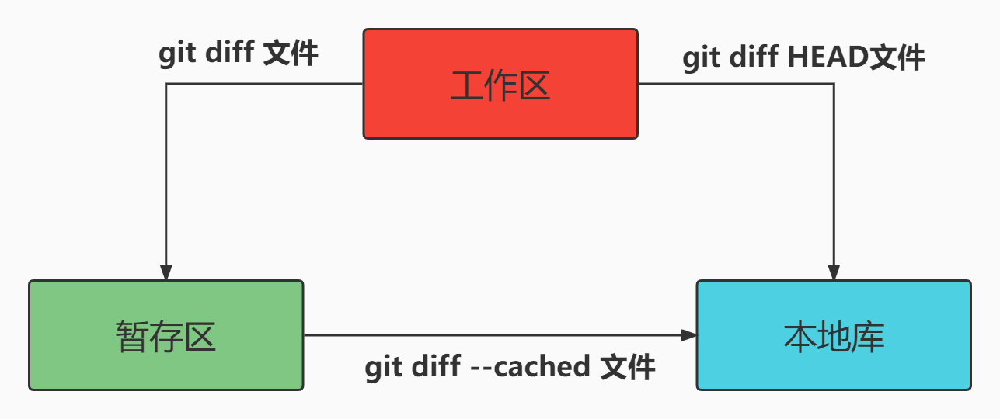 git diff 文件
工作区
git diff HEAD文件
暂存区
git diff --cached 文件
本地库